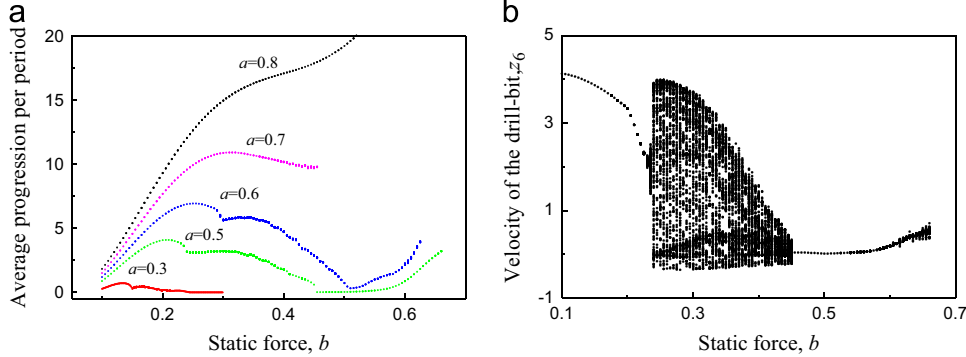 a
b
Average progression per period
20
15
10
5
0
a=0.8
a=0.7
a=0.6
a=0.5
a=0.3
0.2
0.4
0.6
Static force, b
Velocity of the drill-bit,z6
5
3
1
-1
0.1
0.3
0.5
0.7
Static force, b